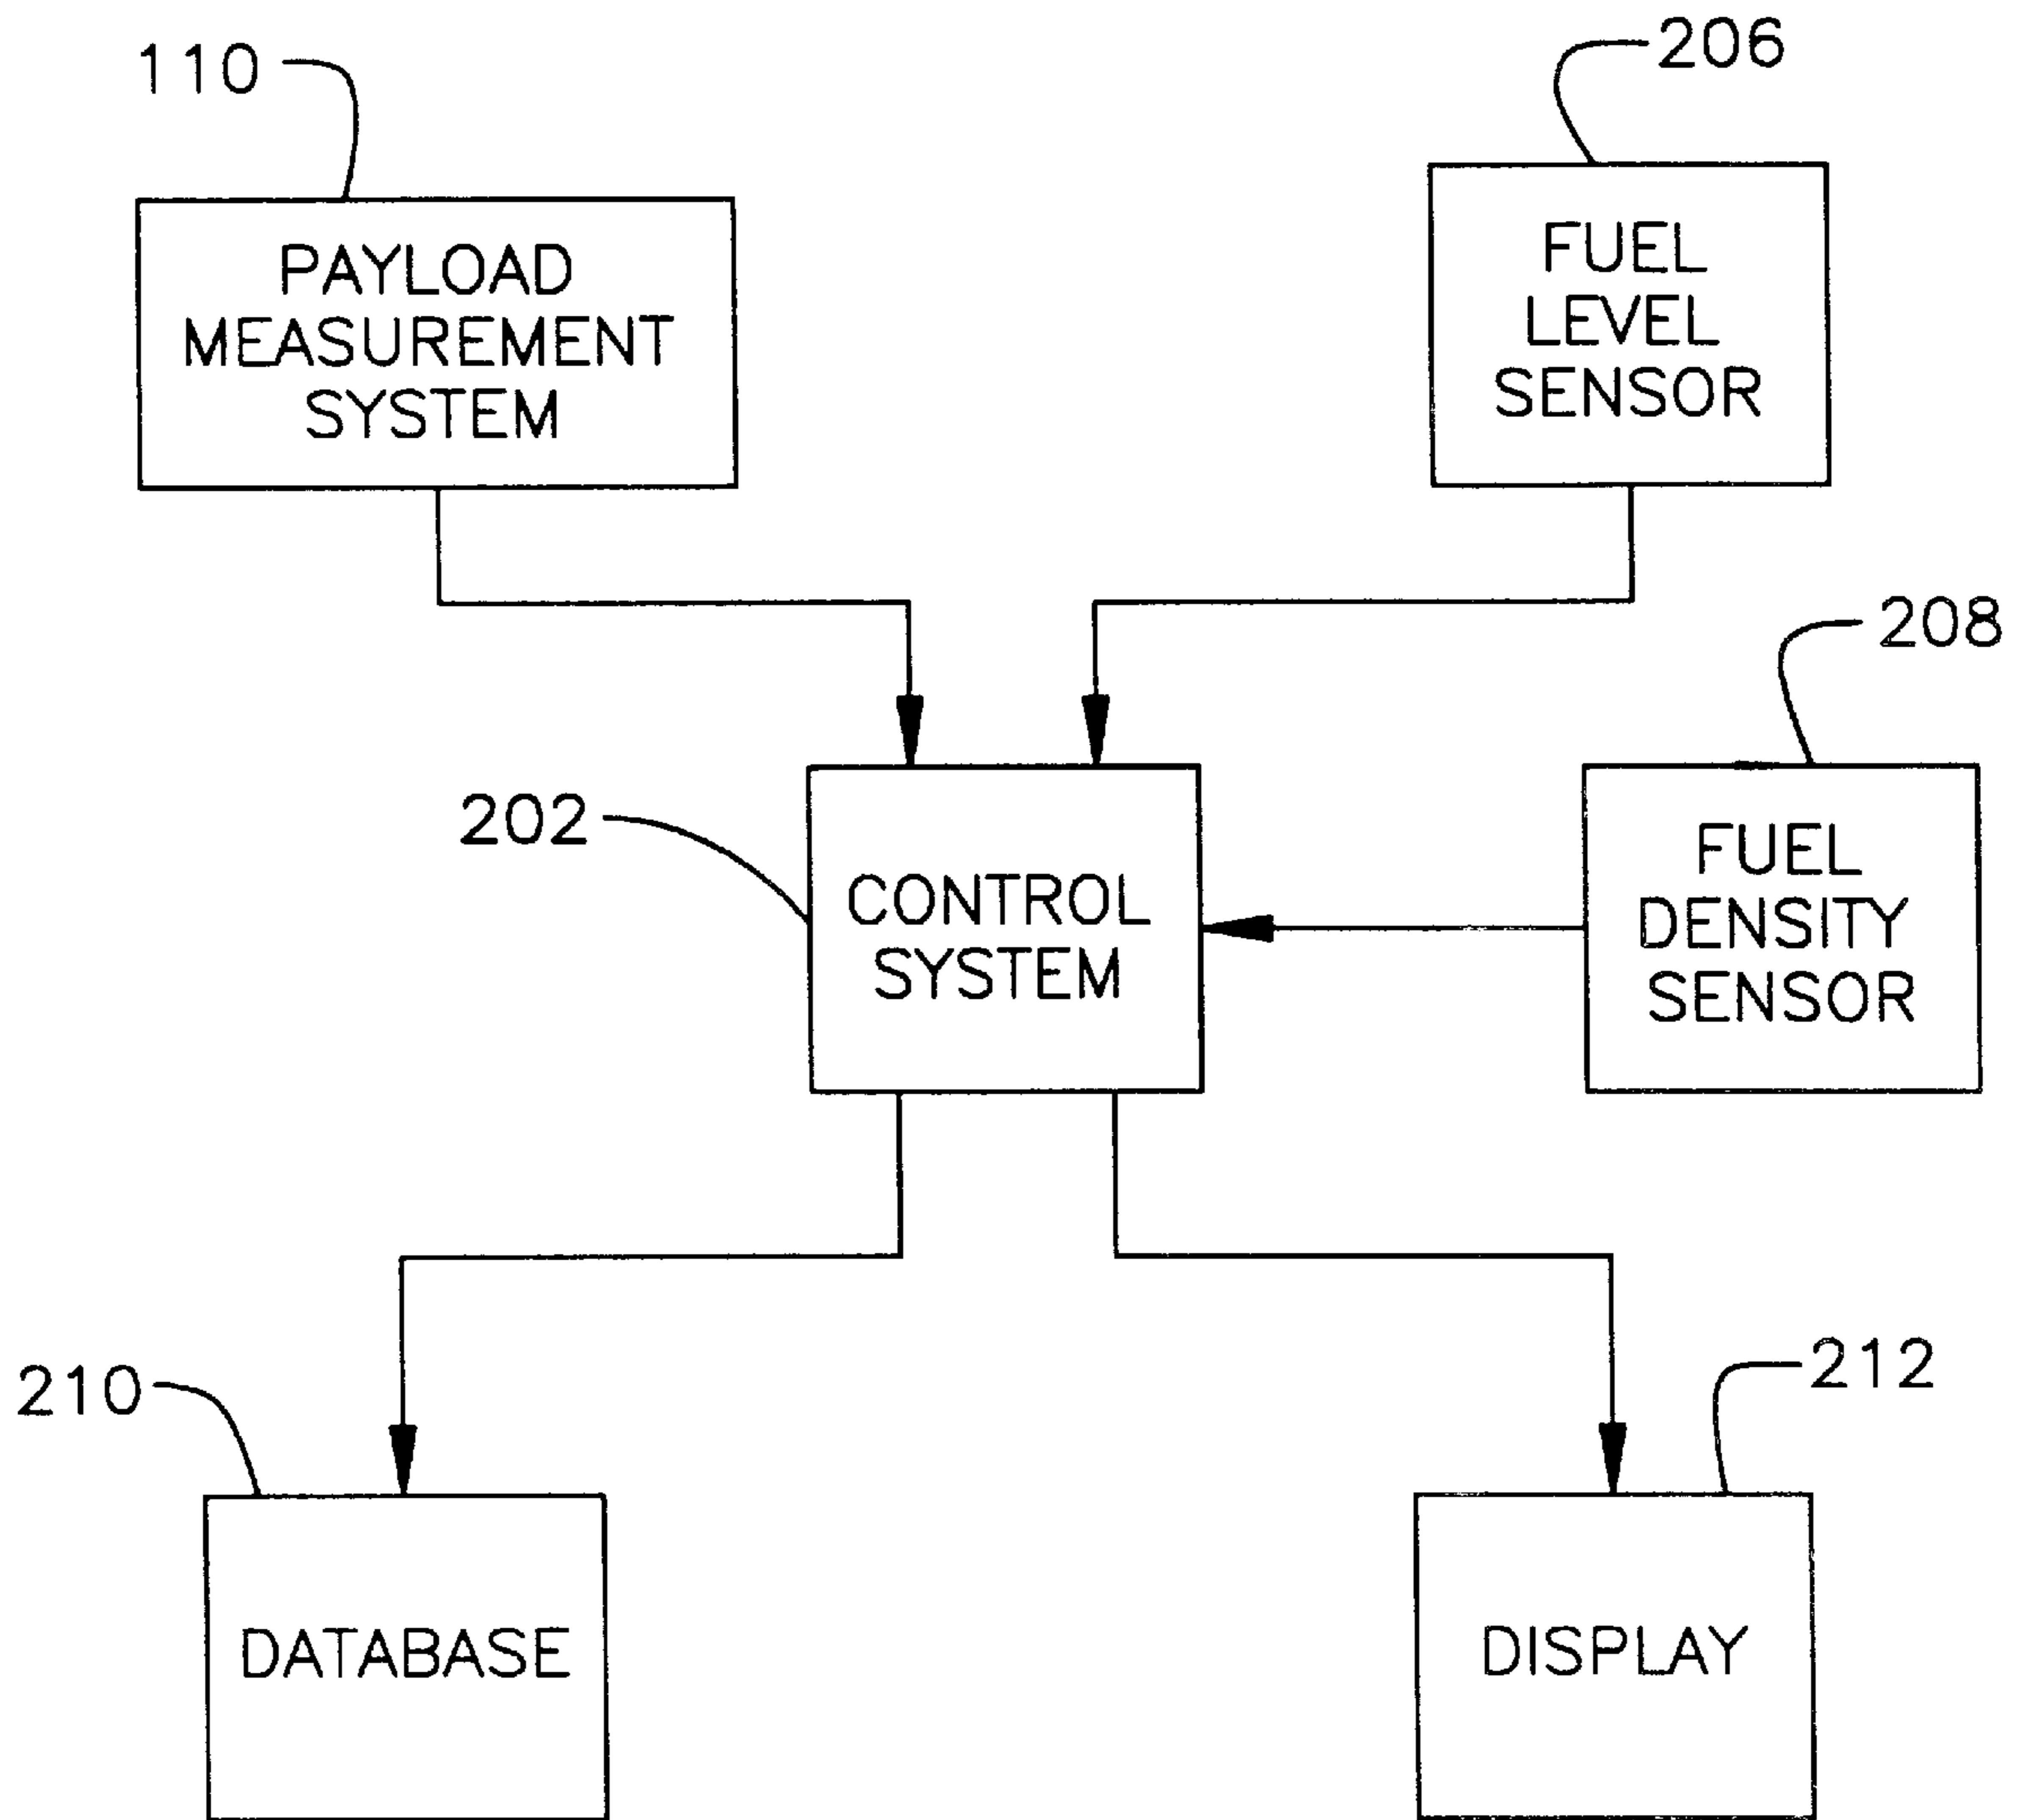 110
206
PAYLOAD
MEASUREMENT
SYSTEM
FUEL
LEVEL
SENSOR
208
202
CONTROL
SYSTEM
FUEL
DENSITY
SENSOR
210
212
DATABASE
DISPLAY